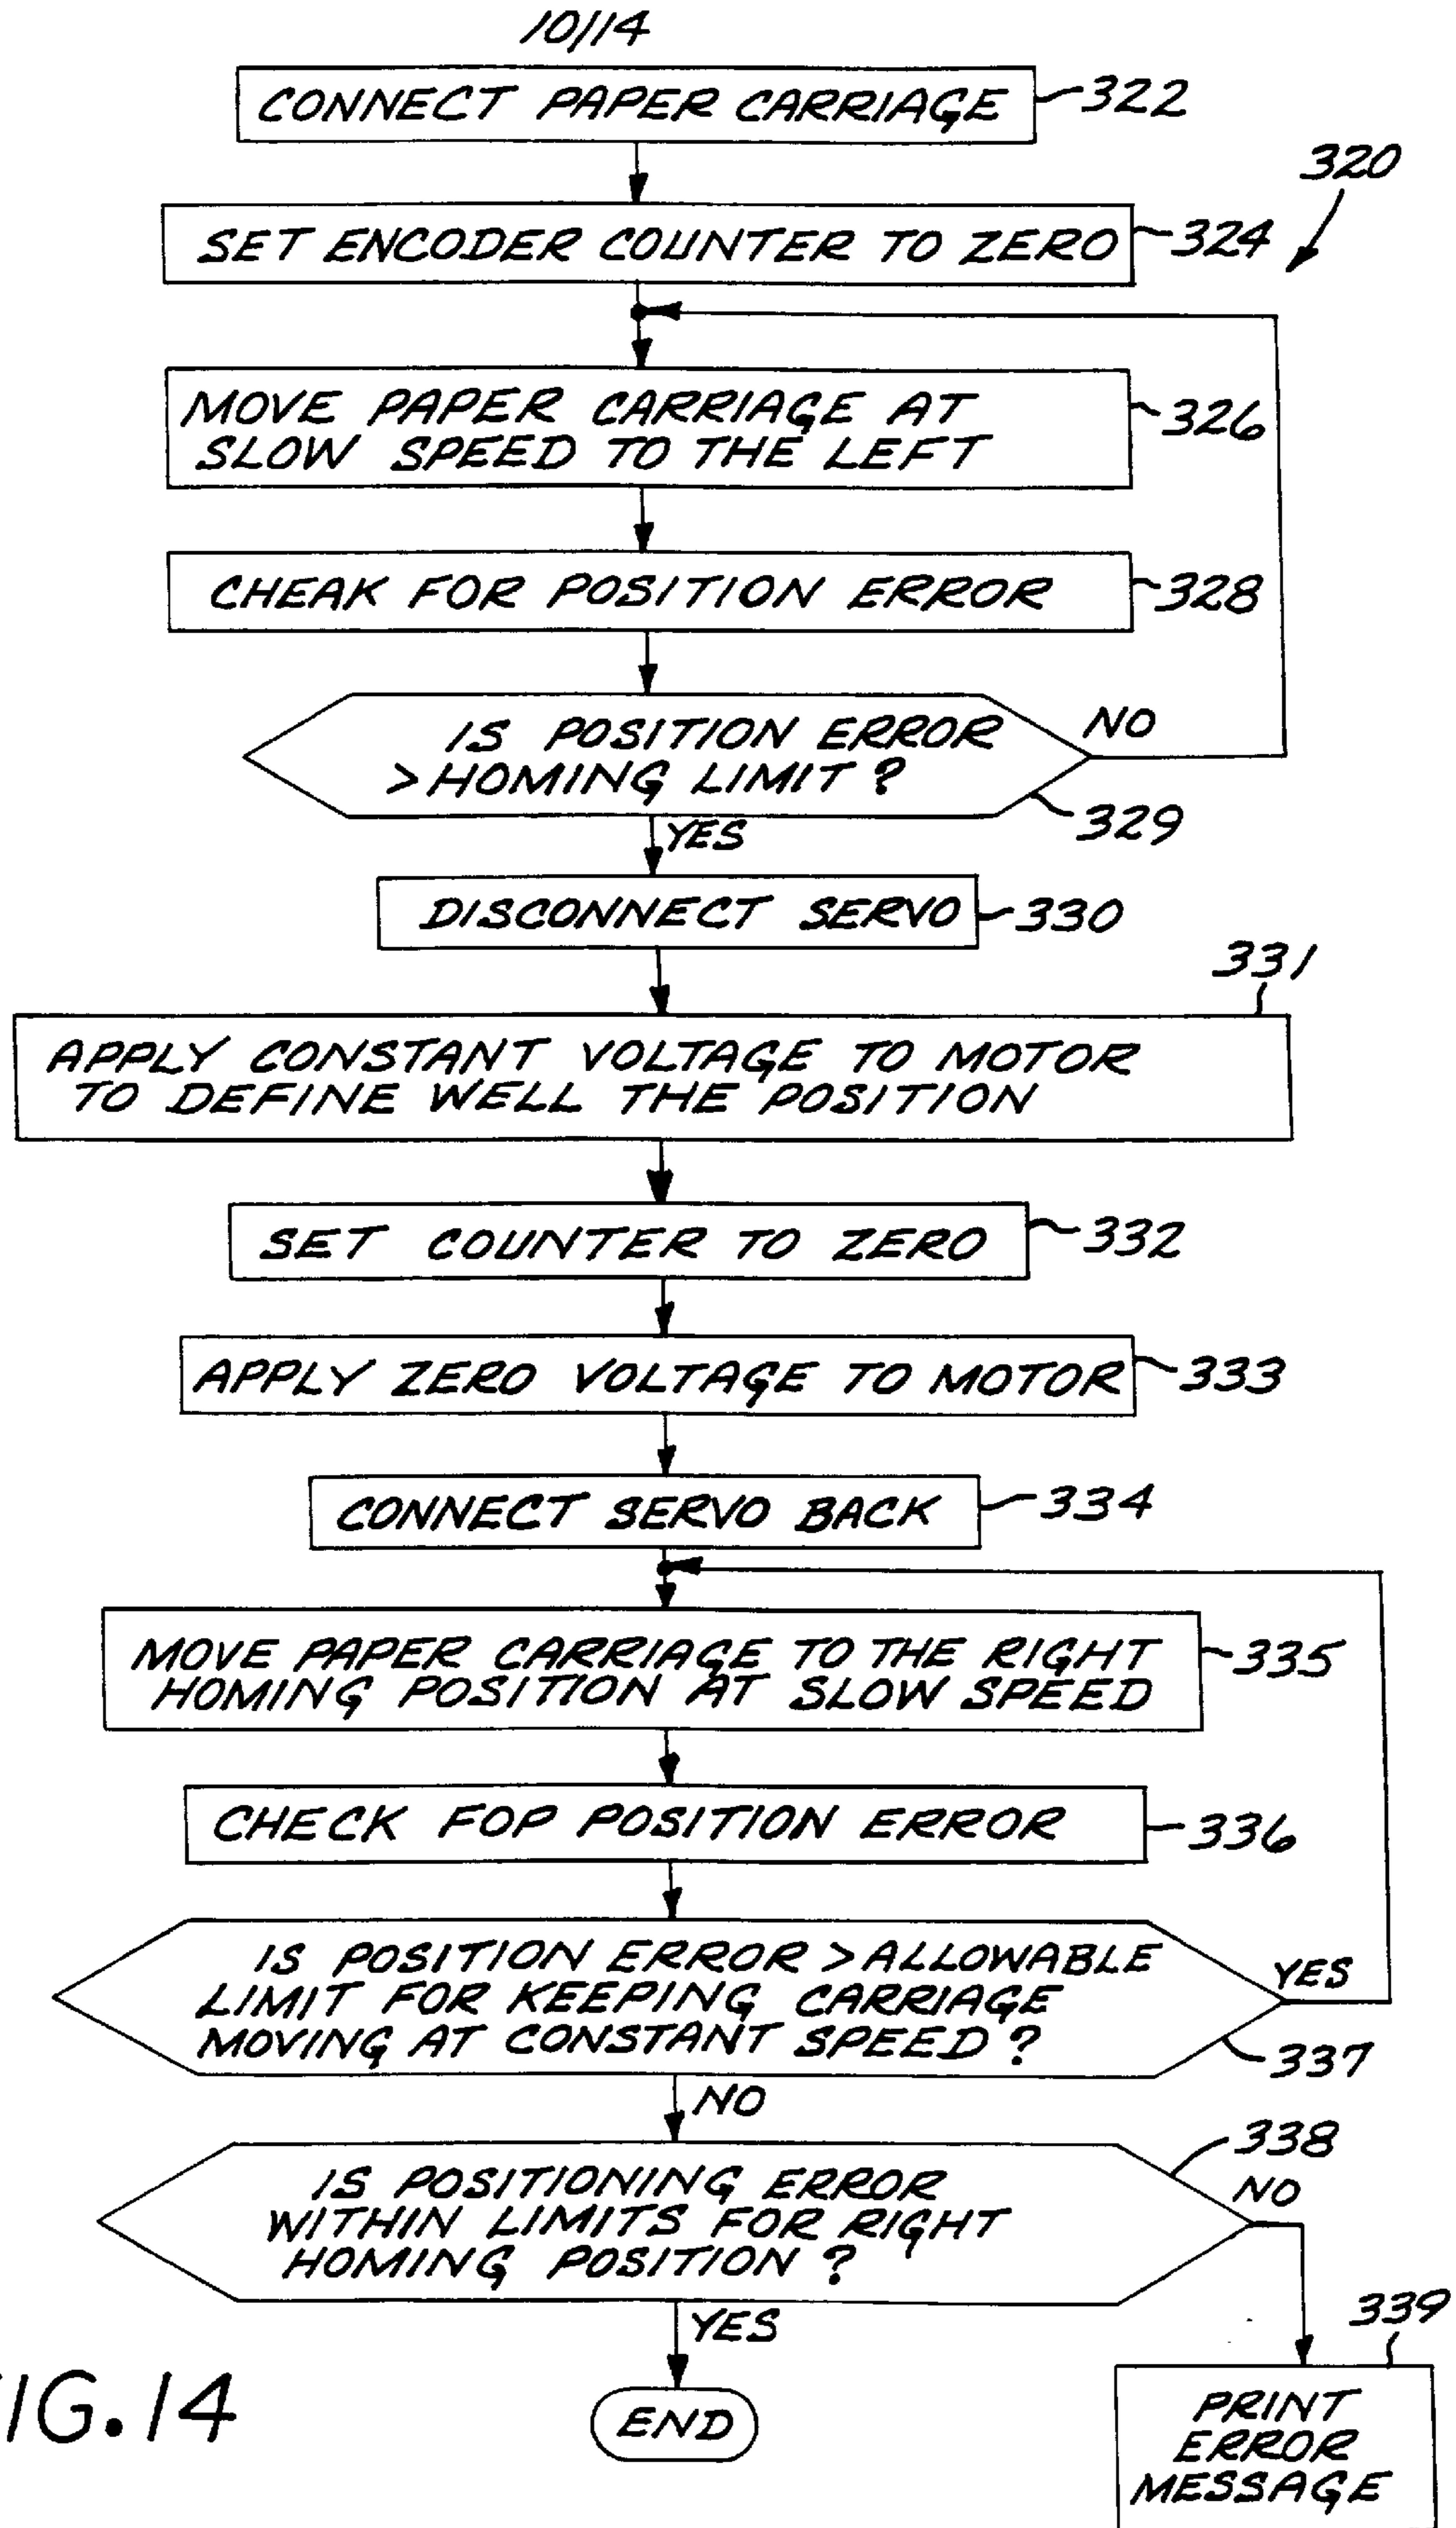 10/14
CONNECT PAPER CARRIAGE
322
320
SET ENCODER COUNTER TO ZERO
324
MOVE PAPER CARRIAGE AT
SLOW SPEED TO THE LEFT
326
CHEAK FOR POSITION ERROR
328
IS POSITION ERROR
> HOMING LIMIT ?
NO
329
YES
DISCONNECT SERVO
330
331
APPLY CONSTANT VOLTAGE TO MOTOR
TO DEFINE WELL THE POSITION
SET COUNTER TO ZERO
332
APPLY ZERO VOLTAGE TO MOTOR
333
CONNECT SERVO BACK
334
MOVE PAPER CARRIAGE TO THE RIGHT
HOMING POSITION AT SLOW SPEED
335
CHECK FOP POSITION ERROR
336
IS POSITION ERROR > ALLOWABLE
LIMIT FOR KEEPING CARRIAGE
MOVING AT CONSTANT SPEED ?
YES
337
NO
338
IS POSITIONING ERROR
WITHIN LIMITS FOR RIGHT
HOMING POSITION ?
NO
YES
339
END
PRINT
ERROR
MESSAGE
IG. 14